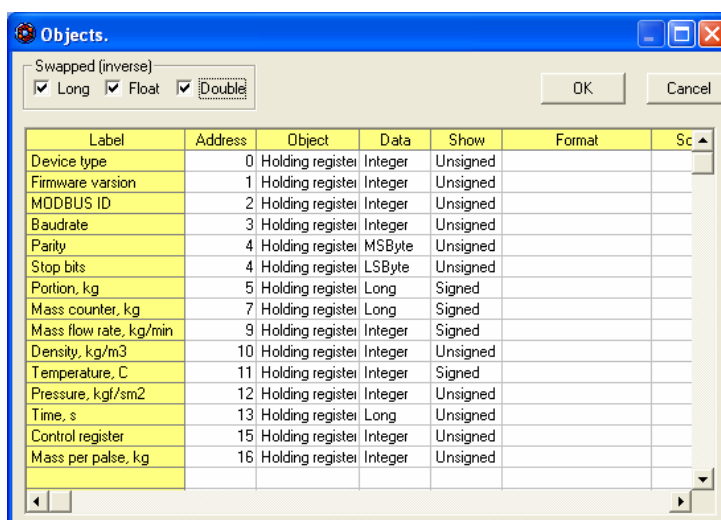 Objects.
Swapped (inverse)
Long Float Double
OK Cancel
Label Address Object Data Show Format Sc
Device type 0 Holding register Integer Unsigned
Firmware varsion 1 Holding register Integer Unsigned
MODBUS ID 2 Holding register Integer Unsigned
Baudrate 3 Holding register Integer Unsigned
Parity 4 Holding register MSByte Unsigned
Stop bits 4 Holding register LSByte Unsigned
Portion, kg 5 Holding register Long Signed
Mass counter, kg 7 Holding register Long Signed
Mass flow rate, kg/min 9 Holding register Integer Signed
Density, kg/m3 10 Holding register Integer Unsigned
Temperature, C 11 Holding register Integer Signed
Pressure, kgf/sm2 12 Holding register Integer Unsigned
Time, s 13 Holding register Long Unsigned
Control register 15 Holding register Integer Unsigned
Mass per palse, kg 16 Holding register Integer Unsigned